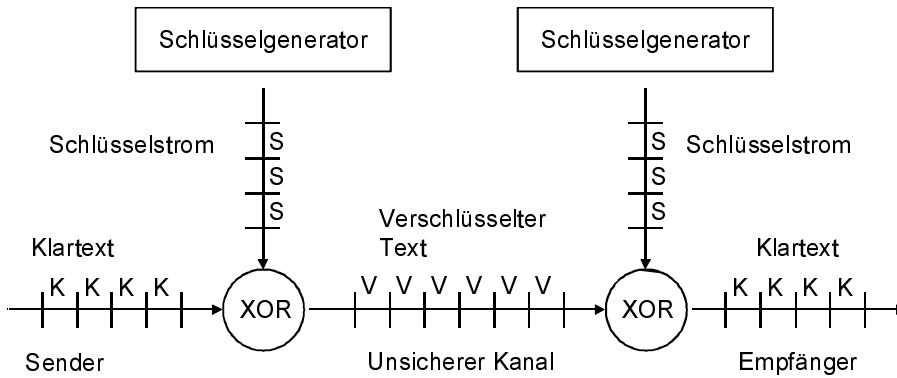 Schlüsselgenerator
Schlüsselgenerator
Schlüsselstrom
S
S
S
S
S
S
Schlüsselstrom
Verschlüsselter
Text
Klartext
Klartext
K K K K
XOR
V V V V V V
XOR
K K K K
Sender
Unsicherer Kanal
Empfänger